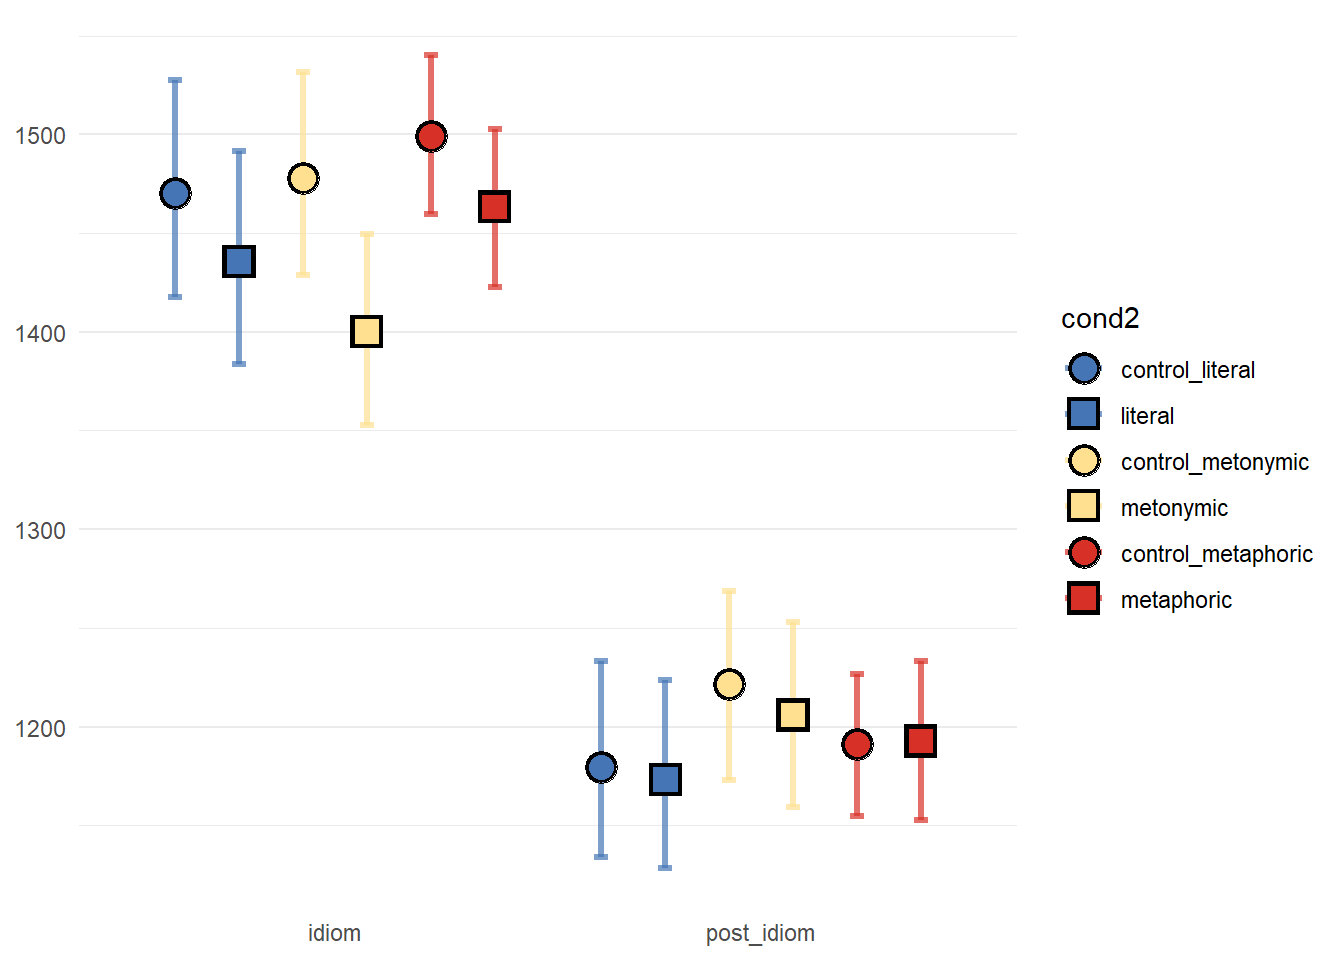 1500
1400
1300
1200
idiom
post_idiom
cond2
control_literal
literal
control_metonymic
metonymic
control_metaphoric
metaphoric